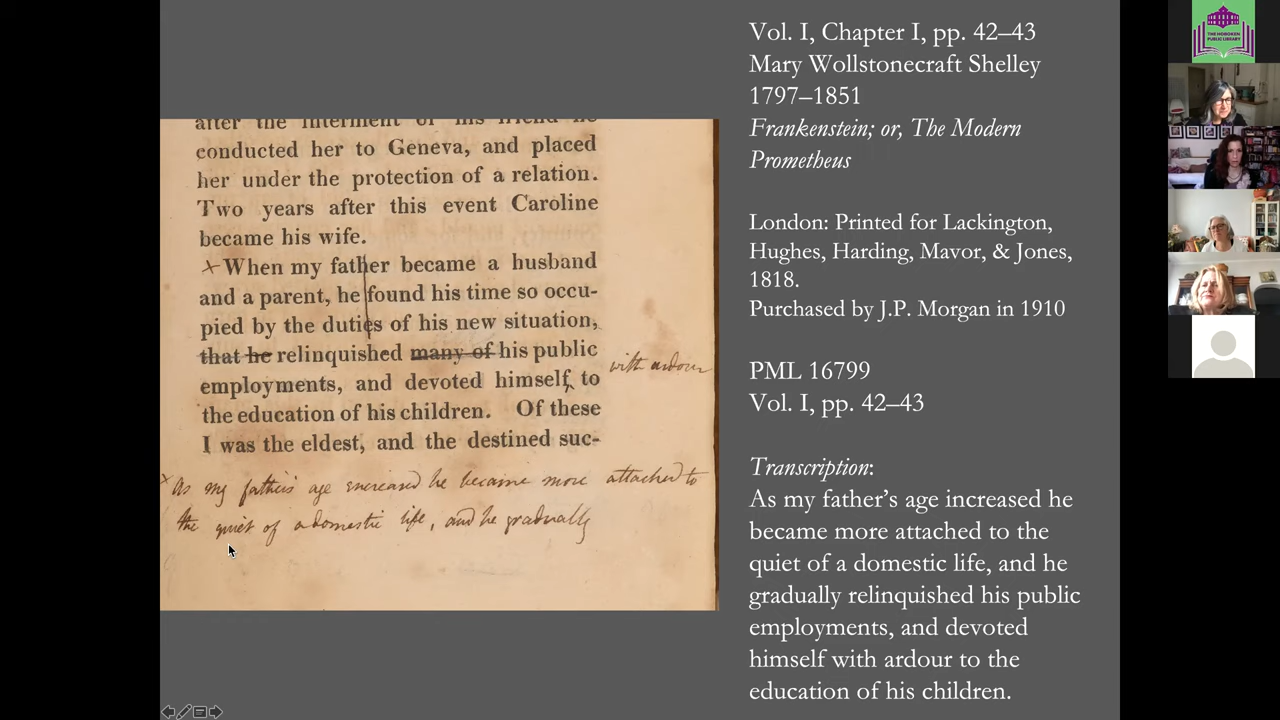 after the interment of his friend he
conducted her to Geneva, and placed
her under the protection of a relation.
Two years after this event Caroline
became his wife.
×When my father became a husband
and a parent, he found his time so occu-
pied by the duties of his new situation,
that he relinquished many of his public
employments, and devoted himself, to
with ardour
the education of his children. Of these
I was the eldest, and the destined suc-
×As my father's age encreased he became more attached to
the quiet of a domestic life, and he gradually
Vol. I, Chapter I, pp. 42–43
Mary Wollstonecraft Shelley
1797–1851
Frankenstein; or, The Modern
Prometheus
London: Printed for Lackington,
Hughes, Harding, Mavor, & Jones,
1818.
Purchased by J.P. Morgan in 1910
PML 16799
Vol. I, pp. 42–43
Transcription:
As my father’s age increased he
became more attached to the
quiet of a domestic life, and he
gradually relinquished his public
employments, and devoted
himself with ardour to the
education of his children.
THE HOBOKEN
PUBLIC LIBRARY